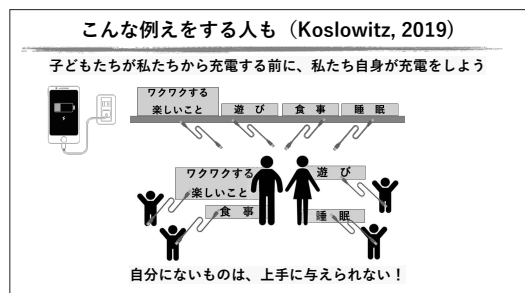 こんな例えをする人も（Koslowitz, 2019）
子どもたちが私たちから充電する前に、私たち自身が充電をしよう
ワクワクする
楽しいこと
遊び
食事
睡眠
ワクワクする
楽しいこと
遊び
食事
睡眠
自分にないものは、上手に与えられない！